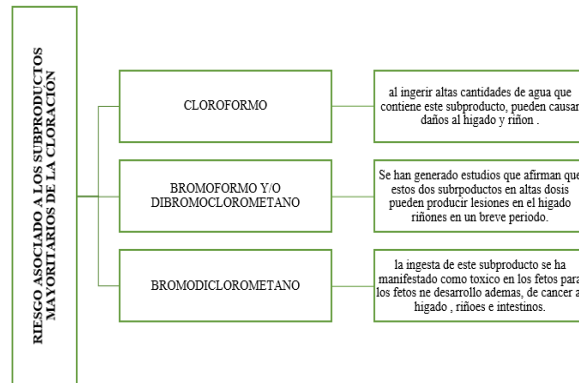 RIESGO ASOCIADO A LOS SUBPRODUCTOS
MAYORITARIOS DE LA CLORACIÓN
CLOROFORMO
al ingerir altas cantidades de agua que
contiene este subproducto, pueden causar
daños al higado y riñon .
BROMOFORMO Y/O
DIBROMOCLOROMETANO
Se han generado estudios que afirman que
estos dos subrpoductos en altas dosis
pueden producir lesiones en el hígado
riñones en un breve periodo.
BROMODICLOROMETANO
la ingesta de este subproducto se ha
manifestado como toxico en los fetos para
los fetos ne desarrollo ademas, de cancer a
higado , riñoes e intestinos.